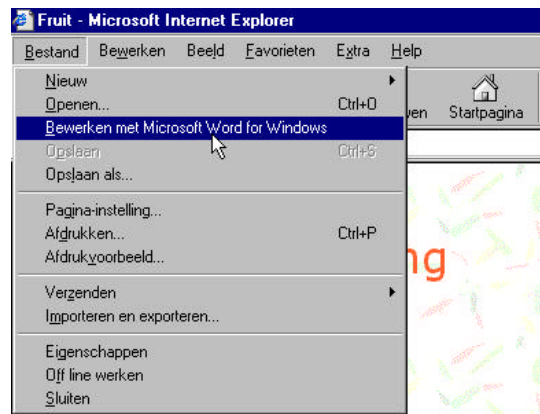 Fruit - Microsoft Internet Explorer
Bestand Bewerken Beeld Favorieten Extra Help
Nieuw
Openen... Ctrl+O
Bewerken met Microsoft Word for Windows
Opslaan Ctrl+S
Opslaan als...
Startpagina
Pagina-instelling...
Afdrukken... Ctrl+P
Afdrukvoorbeeld...
Verzenden
Importeren en exporteren...
Eigenschappen
Off line werken
Sluiten